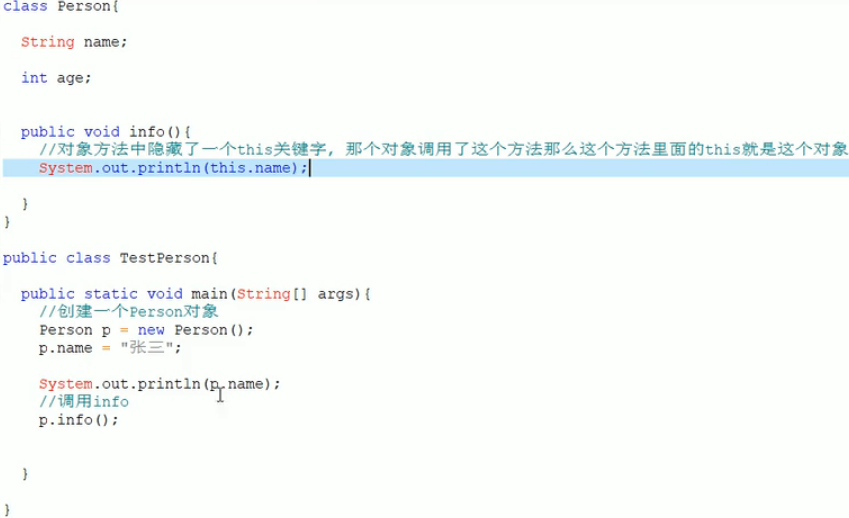 class Person{
String name;
int age;
public void info(){
//对象方法中隐藏了一个this关键字，那个对象调用了这个方法那么这个方法里面的this就是这个对象
System.out.println(this.name);
}
}
public class TestPerson{
public static void main(String[] args){
//创建一个Person对象
Person p = new Person();
p.name = "张三";
System.out.println(p.name);
//调用info
p.info();
}
}